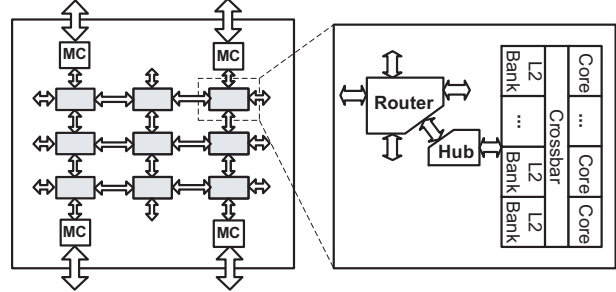 MC
MC
MC
MC
Router
Hub
L2
Bank
...
L2
Bank
L2
Bank
Crossbar
Core
...
Core
Core